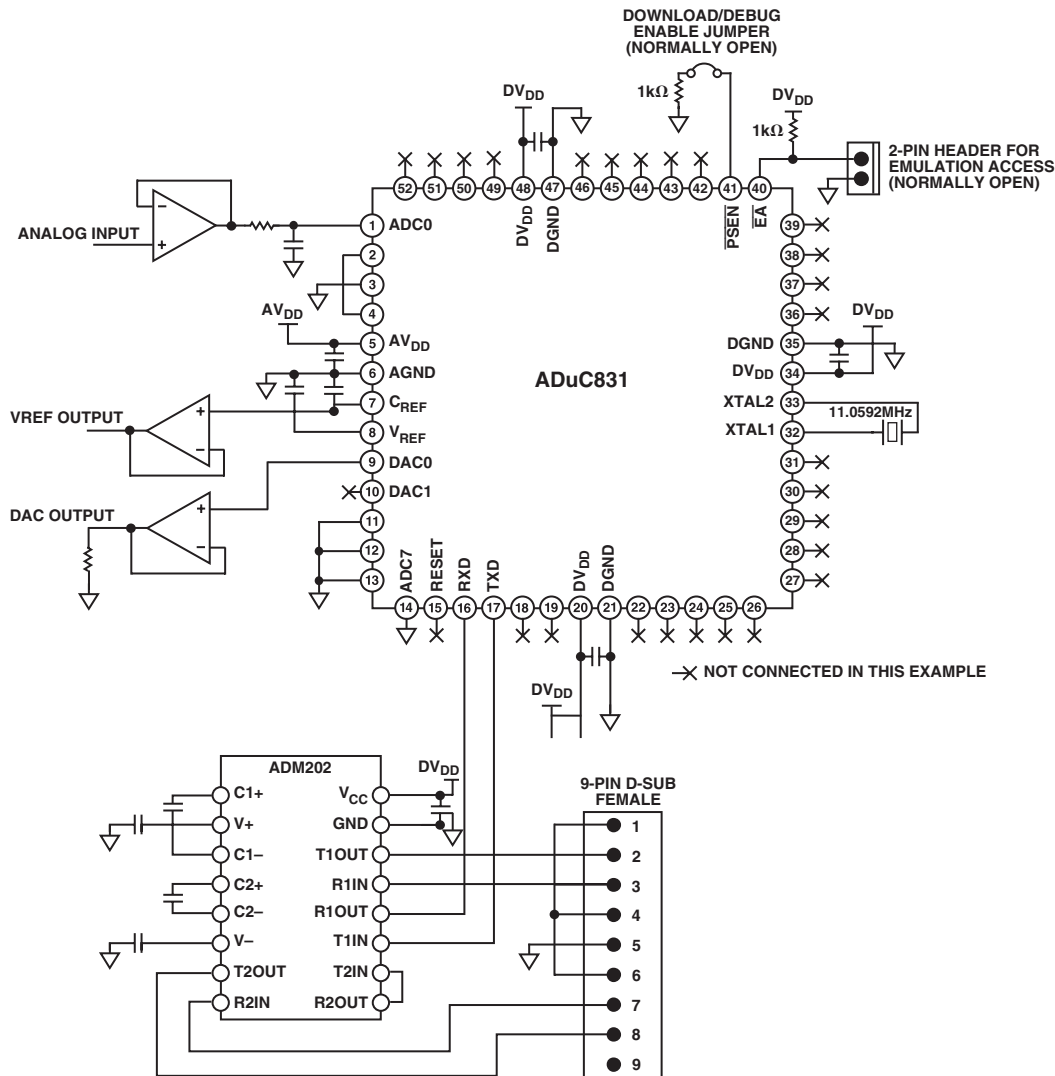 DOWNLOAD/DEBUG
ENABLE JUMPER
(NORMALLY OPEN)
1kΩ
DVDD
1kΩ
2-PIN HEADER FOR
EMULATION ACCESS
(NORMALLY OPEN)
DVDD
52 51 50 49 48 47 46 45 44 43 42 41 40
DVDD
DGND
PSEN
EA
ANALOG INPUT
− +
1 ADC0
2
3
4
AVDD
5 AVDD
6 AGND
7 CREF
8 VREF
9 DAC0
10 DAC1
11
12
13
VREF OUTPUT
+ −
DAC OUTPUT
+ −
ADuC831
39
38
37
36
DVDD
DGND 35
DVDD 34
XTAL2 33
11.0592MHz
XTAL1 32
31
30
29
28
27
ADC7
RESET
RXD
TXD
DVDD
DGND
14 15 16 17 18 19 20 21 22 23 24 25 26
NOT CONNECTED IN THIS EXAMPLE
DVDD
ADM202
C1+
V+
C1−
C2+
C2−
V−
T2OUT
R2IN
VCC
GND
T1OUT
R1IN
R1OUT
T1IN
T2IN
R2OUT
DVDD
9-PIN D-SUB
FEMALE
1
2
3
4
5
6
7
8
9